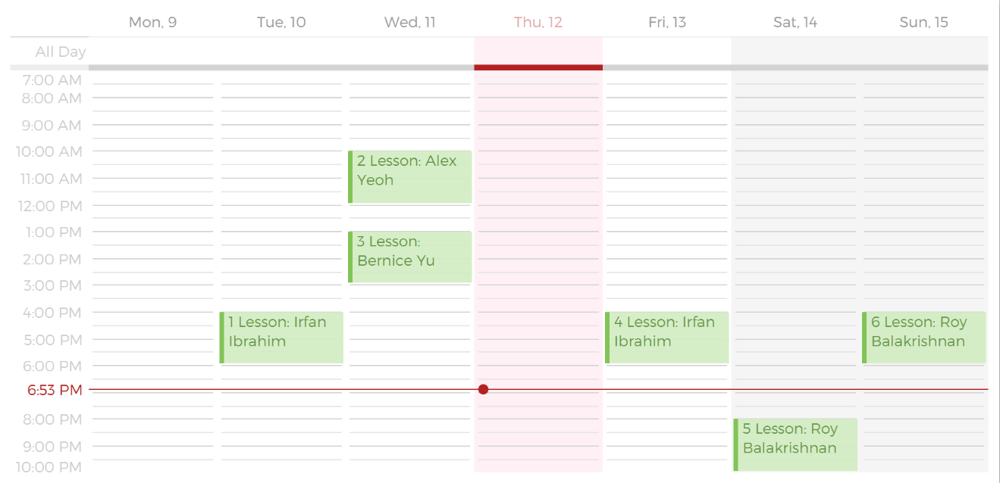 Mon, 9 Tue, 10 Wed, 11 Thu, 12 Fri, 13 Sat, 14 Sun, 15
All Day
7:00 AM
8:00 AM
9:00 AM
10:00 AM
2 Lesson: Alex
Yeoh
11:00 AM
12:00 PM
1:00 PM
3 Lesson:
Bernice Yu
2:00 PM
3:00 PM
4:00 PM
1 Lesson: Irfan
Ibrahim
4 Lesson: Irfan
Ibrahim
6 Lesson: Roy
Balakrishnan
5:00 PM
6:00 PM
6:53 PM
8:00 PM
5 Lesson: Roy
Balakrishnan
9:00 PM
10:00 PM